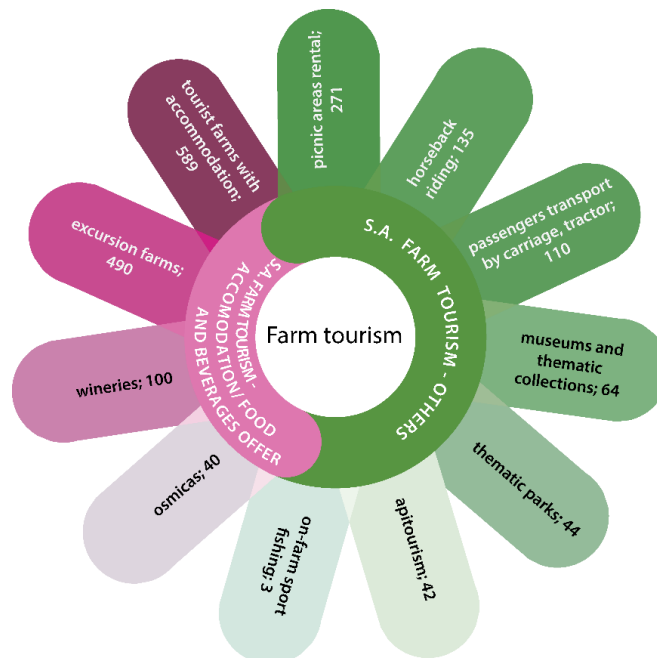 Farm tourism
S.A. FARM TOURISM - OTHERS
S.A. FARM TOURISM -
ACCOMODATION/ FOOD
AND BEVERAGES OFFER
picnic areas rental;
271
horseback
riding; 135
passengers transport
by carriage, tractor;
110
museums and
thematic
collections; 64
thematic parks; 44
apitourism; 42
on-farm sport
fishing; 3
osmicas; 40
wineries; 100
excursion farms;
490
tourist farms with
accommodation;
589